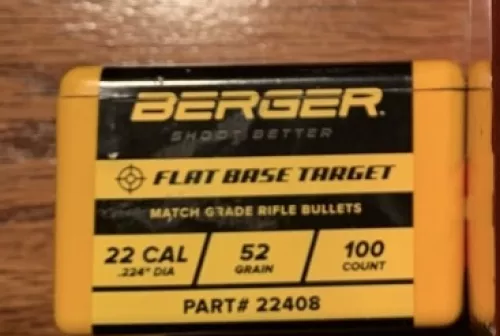 BERGER.
SHOOT BETTER
FLAT BASE TARGET
MATCH GRADE RIFLE BULLETS
22 CAL 52 100
.224" DIA GRAIN COUNT
PART# 22408